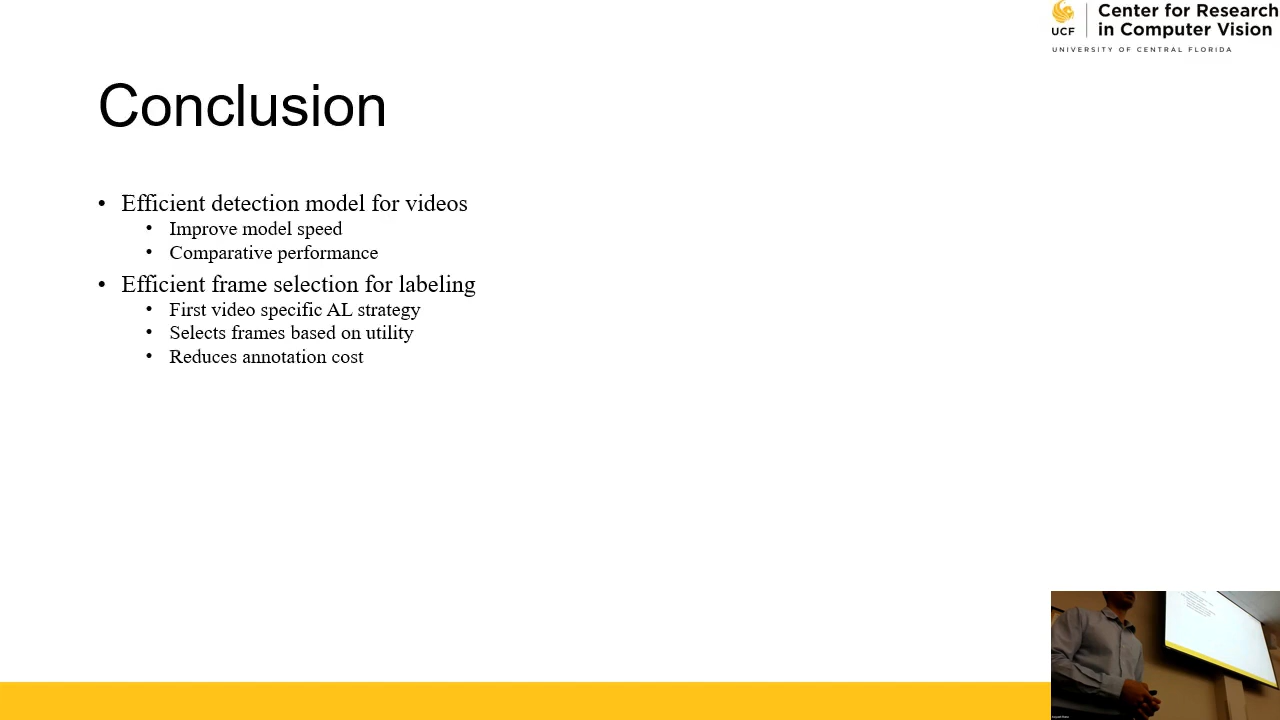 Center for Research
in Computer Vision
UCF
UNIVERSITY OF CENTRAL FLORIDA
Conclusion
• Efficient detection model for videos
• Improve model speed
• Comparative performance
• Efficient frame selection for labeling
• First video specific AL strategy
• Selects frames based on utility
• Reduces annotation cost